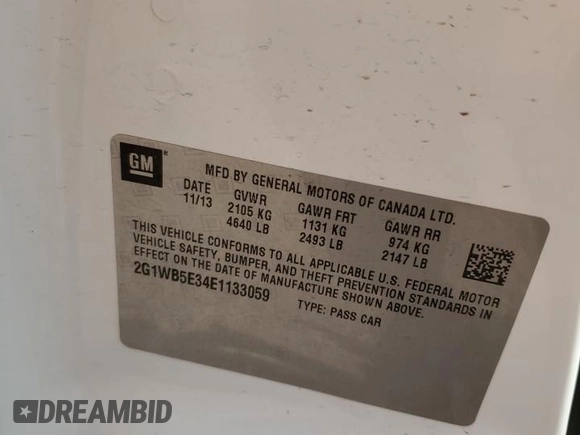 GM
MFD BY GENERAL MOTORS OF CANADA LTD.
DATE GVWR GAWR FRT GAWR RR
11/13 2105 KG 1131 KG 974 KG
4640 LB 2493 LB 2147 LB
THIS VEHICLE CONFORMS TO ALL APPLICABLE U.S. FEDERAL MOTOR
VEHICLE SAFETY, BUMPER, AND THEFT PREVENTION STANDARDS IN
EFFECT ON THE DATE OF MANUFACTURE SHOWN ABOVE.
2G1WB5E34E1133059
TYPE: PASS CAR
DREAMBID